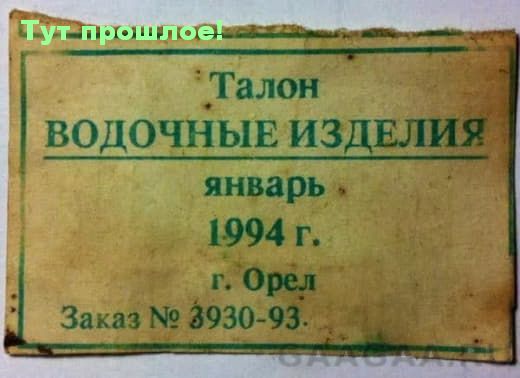 Тут прошлое!
Талон
ВОДОЧНЫЕ ИЗДЕЛИЯ
январь
1994 г.
г. Орел
Заказ № 3930-93.